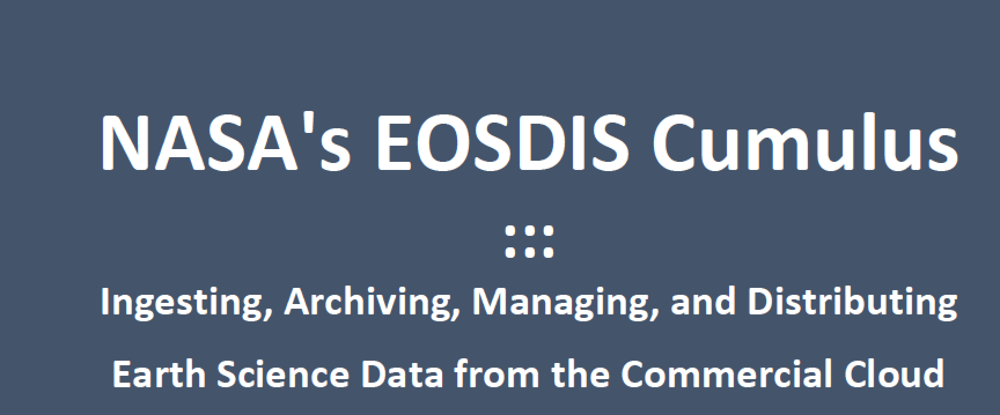 NASA's EOSDIS Cumulus
:::
Ingesting, Archiving, Managing, and Distributing
Earth Science Data from the Commercial Cloud